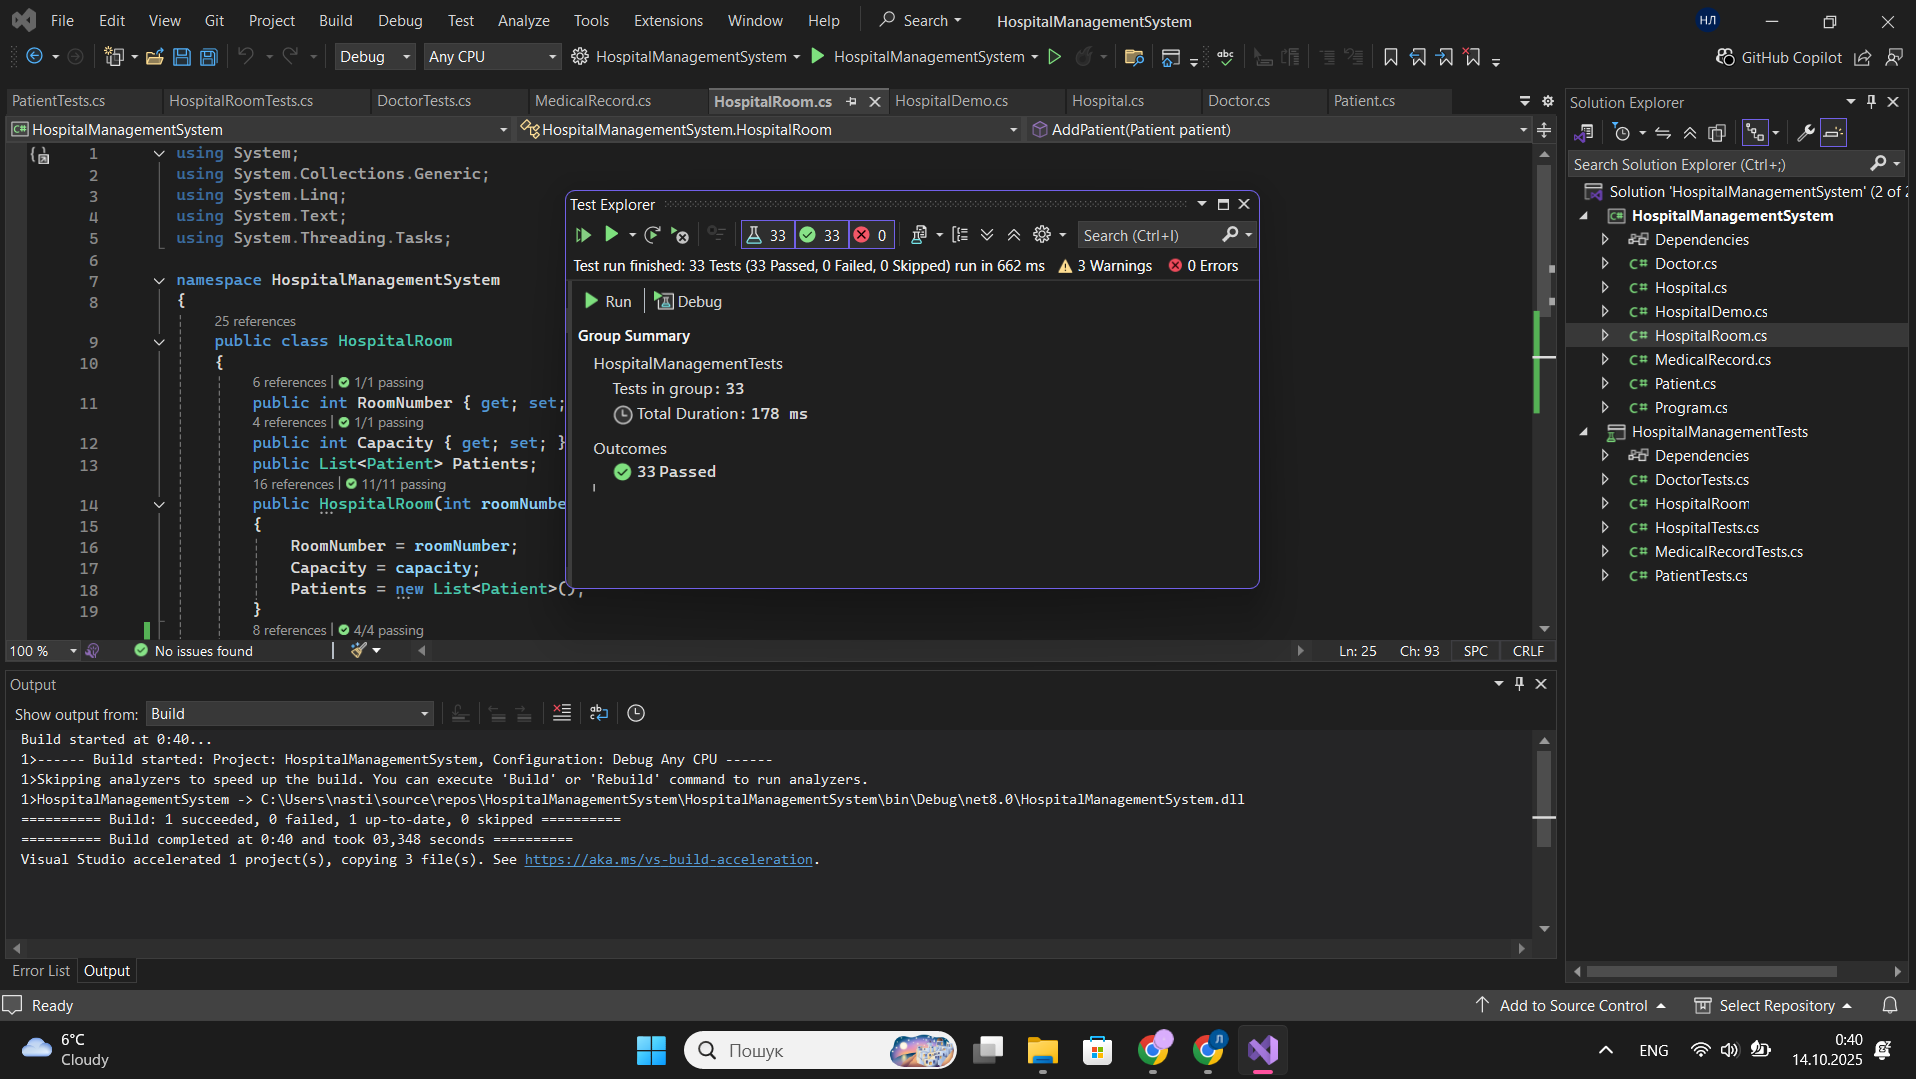 File Edit View Git Project Build Debug Test Analyze Tools Extensions Window Help Search HospitalManagementSystem НЛ
Debug Any CPU HospitalManagementSystem HospitalManagementSystem GitHub Copilot
PatientTests.cs HospitalRoomTests.cs DoctorTests.cs MedicalRecord.cs HospitalRoom.cs HospitalDemo.cs Hospital.cs Doctor.cs Patient.cs
HospitalManagementSystem HospitalManagementSystem.HospitalRoom AddPatient(Patient patient)
1 using System;
2 using System.Collections.Generic;
3 using System.Linq;
4 using System.Text;
5 using System.Threading.Tasks;
6
7 namespace HospitalManagementSystem
8 {
25 references
9 public class HospitalRoom
10 {
6 references | 1/1 passing
11 public int RoomNumber { get; set;
4 references | 1/1 passing
12 public int Capacity { get; set; }
13 public List<Patient> Patients;
16 references | 11/11 passing
14 public HospitalRoom(int roomNumbe
15 {
16 RoomNumber = roomNumber;
17 Capacity = capacity;
18 Patients = new List<Patient>();
19 }
8 references | 4/4 passing
100 % No issues found Ln: 25 Ch: 93 SPC CRLF
Test Explorer
33 33 0 Search (Ctrl+I)
Test run finished: 33 Tests (33 Passed, 0 Failed, 0 Skipped) run in 662 ms 3 Warnings 0 Errors
Run Debug
Group Summary
HospitalManagementTests
Tests in group: 33
Total Duration: 178 ms
Outcomes
33 Passed
Output
Show output from: Build
Build started at 0:40...
1>------ Build started: Project: HospitalManagementSystem, Configuration: Debug Any CPU ------
1>Skipping analyzers to speed up the build. You can execute 'Build' or 'Rebuild' command to run analyzers.
1>HospitalManagementSystem -> C:\Users\nasti\source\repos\HospitalManagementSystem\HospitalManagementSystem\bin\Debug\net8.0\HospitalManagementSystem.dll
========== Build: 1 succeeded, 0 failed, 1 up-to-date, 0 skipped ==========
========== Build completed at 0:40 and took 03,348 seconds ==========
Visual Studio accelerated 1 project(s), copying 3 file(s). See https://aka.ms/vs-build-acceleration.
Error List Output
Solution Explorer
Search Solution Explorer (Ctrl+;)
Solution 'HospitalManagementSystem' (2 of 2
HospitalManagementSystem
Dependencies
Doctor.cs
Hospital.cs
HospitalDemo.cs
HospitalRoom.cs
MedicalRecord.cs
Patient.cs
Program.cs
HospitalManagementTests
Dependencies
DoctorTests.cs
HospitalRoom
HospitalTests.cs
MedicalRecordTests.cs
PatientTests.cs
Ready Add to Source Control Select Repository
6°C
Cloudy
Пошук
Л
ENG
0:40
14.10.2025